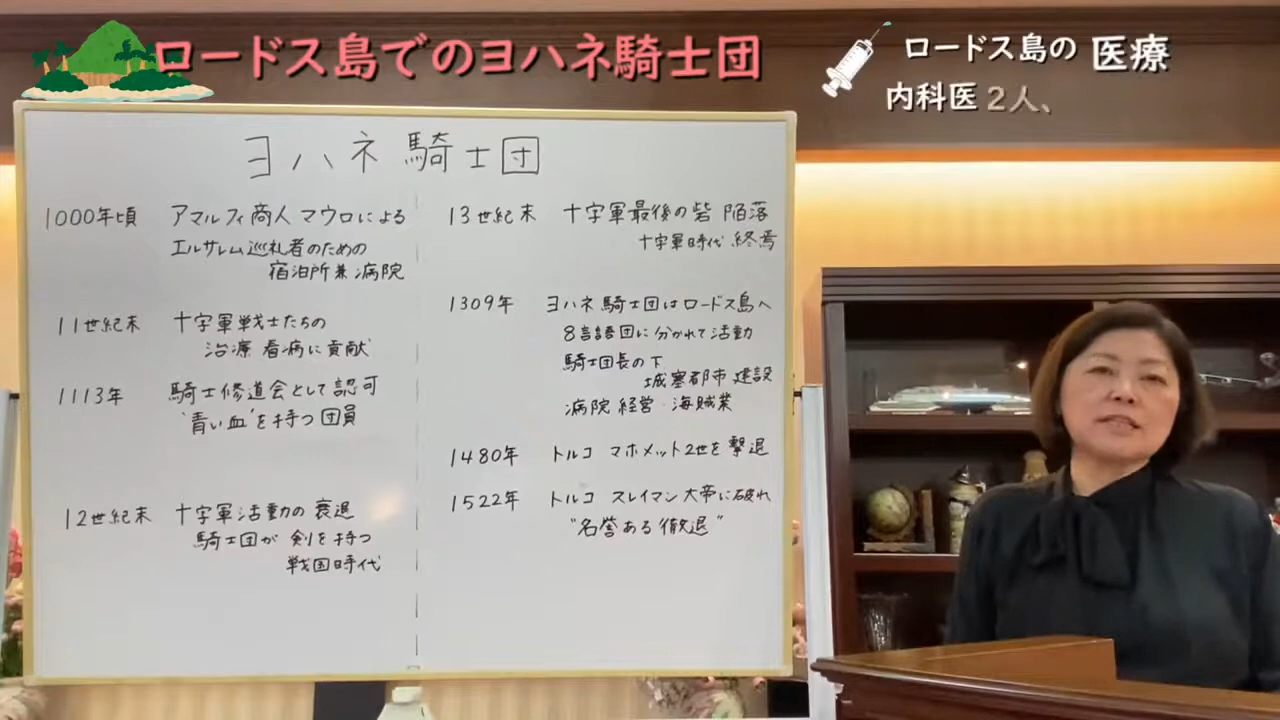 ロードス島でのヨハネ騎士団
ロードス島の 医療
内科医 2人、
ヨハネ騎士団
1000年頃 アマルフィ商人 マウロによる
エルサレム巡礼者のための
宿泊所兼病院
11世紀末 十字軍戦士たちの
治療 看病に貢献
1113年 騎士修道会として認可
"青い血"を持つ団員
12世紀末 十字軍活動の衰退
騎士団が 剣を持つ
戦国時代
13世紀末 十字軍最後の砦 陥落
十字軍時代 終焉
1309年 ヨハネ騎士団はロードス島へ
8言語団に分かれて活動
騎士団長の下
城塞都市 建設
病院経営・海賊業
1480年 トルコ マホメット2世を撃退
1522年 トルコ スレイマン大帝に破れ
"名誉ある徹退"